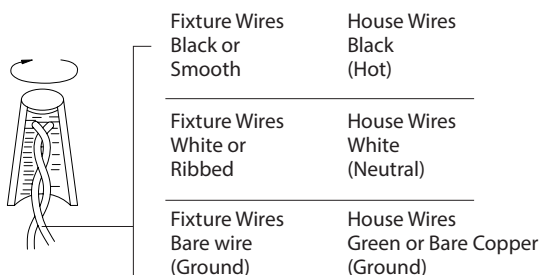 Fixture Wires House Wires
Black or Black
Smooth (Hot)
Fixture Wires House Wires
White or White
Ribbed (Neutral)
Fixture Wires House Wires
Bare wire Green or Bare Copper
(Ground) (Ground)